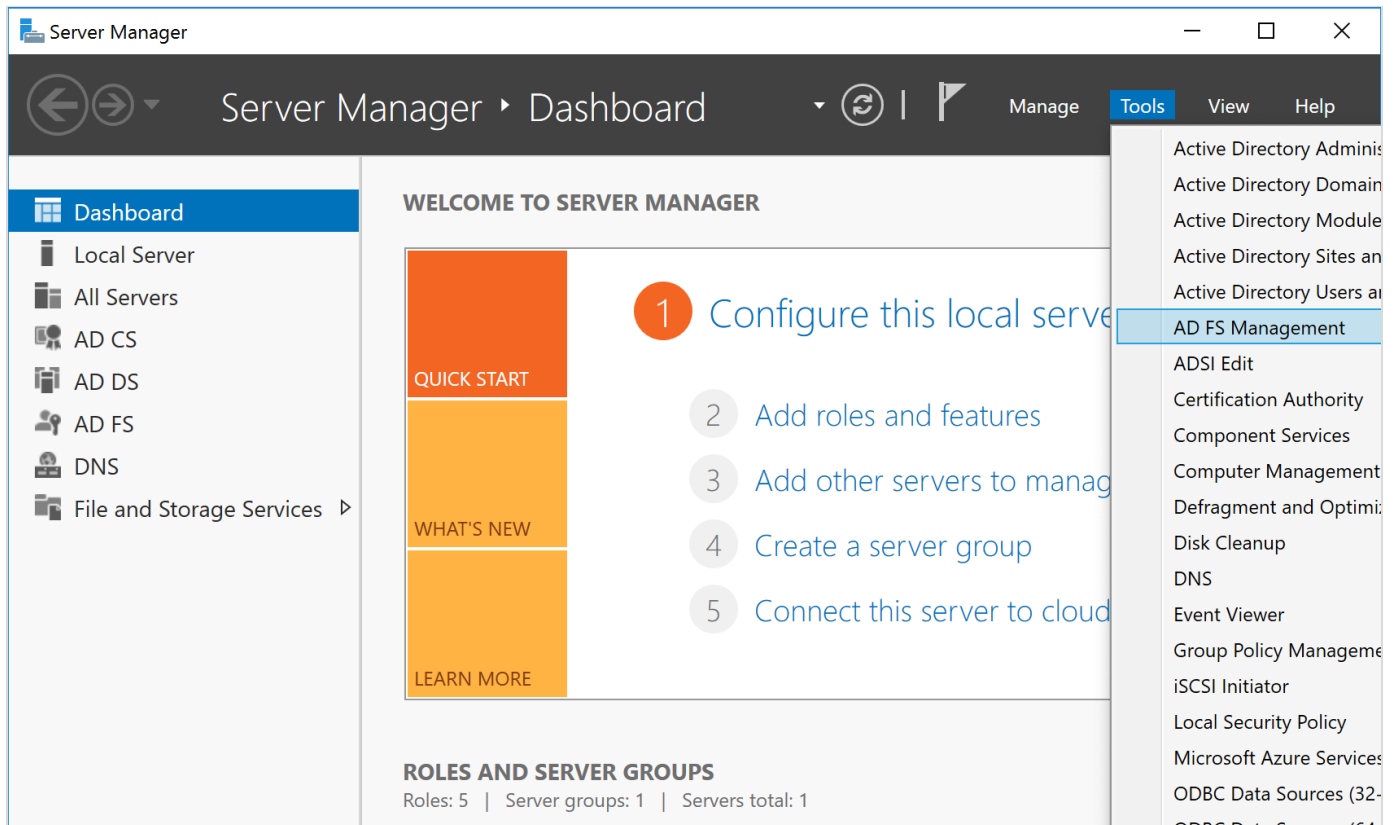 Server Manager
Server Manager Dashboard
Manage Tools View Help
Dashboard
Local Server
All Servers
AD CS
AD DS
AD FS
DNS
File and Storage Services
WELCOME TO SERVER MANAGER
QUICK START
WHAT'S NEW
LEARN MORE
1 Configure this local serve
2 Add roles and features
3 Add other servers to manag
4 Create a server group
5 Connect this server to cloud
ROLES AND SERVER GROUPS
Roles: 5 | Server groups: 1 | Servers total: 1
Active Directory Adminis
Active Directory Domain
Active Directory Module
Active Directory Sites an
Active Directory Users a
AD FS Management
ADSI Edit
Certification Authority
Component Services
Computer Management
Defragment and Optimiz
Disk Cleanup
DNS
Event Viewer
Group Policy Manageme
iSCSI Initiator
Local Security Policy
Microsoft Azure Services
ODBC Data Sources (32-